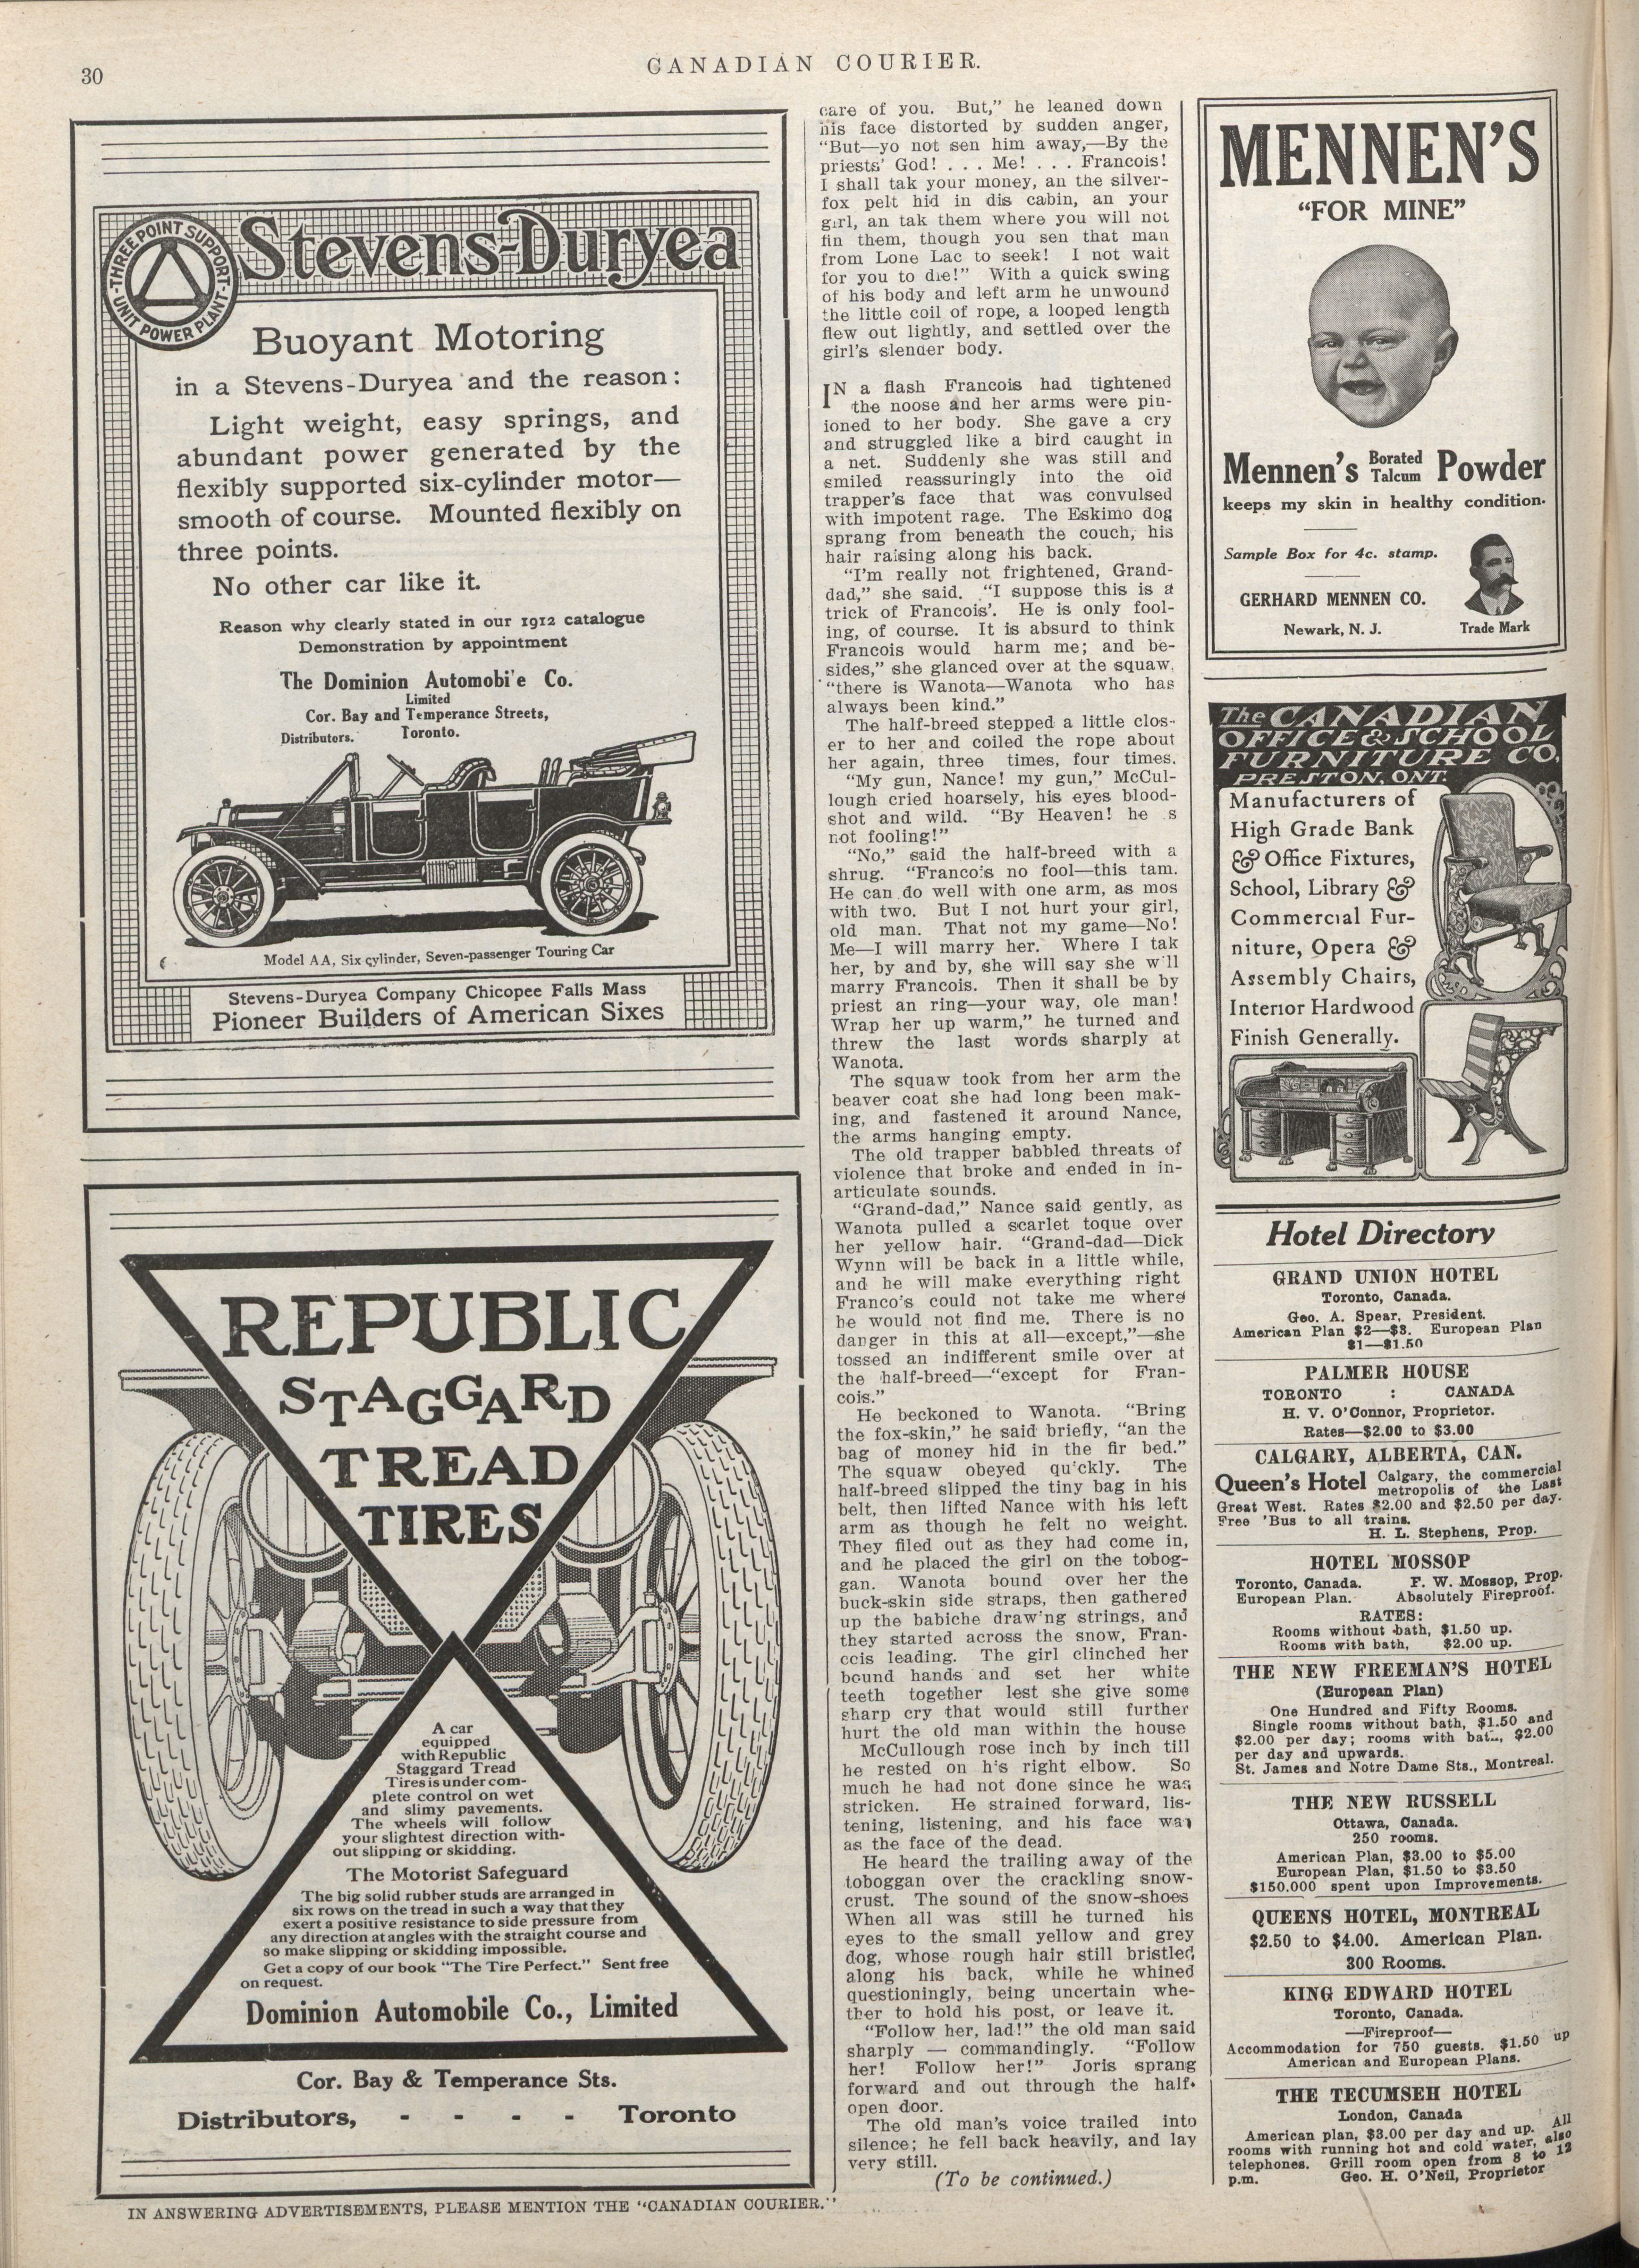 30
CANADIAN COURIER.
THREE POINT SUPPORT
UNIT POWER PLANT
Stevens-Duryea
Buoyant Motoring
in a Stevens-Duryea and the reason:
Light weight, easy springs, and
abundant power generated by the
flexibly supported six-cylinder motor—
smooth of course. Mounted flexibly on
three points.
No other car like it.
Reason why clearly stated in our 1912 catalogue
Demonstration by appointment
The Dominion Automobi'e Co.
Limited
Cor. Bay and Temperance Streets,
Distributors. Toronto.
Model AA, Six cylinder, Seven-passenger Touring Car
Stevens-Duryea Company Chicopee Falls Mass
Pioneer Builders of American Sixes
REPUBLIC
STAGGARD
TREAD
TIRES
A car
equipped
with Republic
Staggard Tread
Tires is under com-
plete control on wet
and slimy pavements.
The wheels will follow
your slightest direction with-
out slipping or skidding.
The Motorist Safeguard
The big solid rubber studs are arranged in
six rows on the tread in such a way that they
exert a positive resistance to side pressure from
any direction at angles with the straight course and
so make slipping or skidding impossible.
Get a copy of our book "The Tire Perfect." Sent free
on request.
Dominion Automobile Co., Limited
Cor. Bay & Temperance Sts.
Distributors, - - - - Toronto
care of you. But," he leaned down
his face distorted by sudden anger,
"But—yo not sen him away,—By the
priests' God! . . . Me! . . . Francois!
I shall tak your money, an the silver-
fox pelt hid in dis cabin, an your
girl, an tak them where you will not
fin them, though you sen that man
from Lone Lac to seek! I not wait
for you to die!" With a quick swing
of his body and left arm he unwound
the little coil of rope, a looped length
flew out lightly, and settled over the
girl's slender body.
IN a flash Francois had tightened
the noose and her arms were pin-
ioned to her body. She gave a cry
and struggled like a bird caught in
a net. Suddenly she was still and
smiled reassuringly into the old
trapper's face that was convulsed
with impotent rage. The Eskimo dog
sprang from beneath the couch, his
hair raising along his back.
"I'm really not frightened, Grand-
dad," she said. "I suppose this is a
trick of Francois'. He is only fool-
ing, of course. It is absurd to think
Francois would harm me; and be-
sides," she glanced over at the squaw,
"there is Wanota—Wanota who has
always been kind."
The half-breed stepped a little clos-
er to her and coiled the rope about
her again, three times, four times.
"My gun, Nance! my gun," McCul-
lough cried hoarsely, his eyes blood-
shot and wild. "By Heaven! he s
not fooling!"
"No," said the half-breed with a
shrug. "Francois no fool—this tam.
He can do well with one arm, as mos
with two. But I not hurt your girl,
old man. That not my game—No!
Me—I will marry her. Where I tak
her, by and by, she will say she w'll
marry Francois. Then it shall be by
priest an ring—your way, ole man!
Wrap her up warm," he turned and
threw the last words sharply at
Wanota.
The squaw took from her arm the
beaver coat she had long been mak-
ing, and fastened it around Nance,
the arms hanging empty.
The old trapper babbled threats of
violence that broke and ended in in-
articulate sounds.
"Grand-dad," Nance said gently, as
Wanota pulled a scarlet toque over
her yellow hair. "Grand-dad—Dick
Wynn will be back in a little while,
and he will make everything right
Franco's could not take me where
he would not find me. There is no
danger in this at all—except,"—she
tossed an indifferent smile over at
the half-breed—"except for Fran-
cois."
He beckoned to Wanota. "Bring
the fox-skin," he said briefly, "an the
bag of money hid in the fir bed."
The squaw obeyed qu'ckly. The
half-breed slipped the tiny bag in his
belt, then lifted Nance with his left
arm as though he felt no weight.
They filed out as they had come in,
and he placed the girl on the tobog-
gan. Wanota bound over her the
buck-skin side straps, then gathered
up the babiche draw'ng strings, and
they started across the snow, Fran-
cois leading. The girl clinched her
bound hands and set her white
teeth together lest she give some
sharp cry that would still further
hurt the old man within the house
McCullough rose inch by inch till
he rested on h's right elbow. So
much he had not done since he was
stricken. He strained forward, lis-
tening, listening, and his face was
as the face of the dead.
He heard the trailing away of the
toboggan over the crackling snow-
crust. The sound of the snow-shoes
When all was still he turned his
eyes to the small yellow and grey
dog, whose rough hair still bristled
along his back, while he whined
questioningly, being uncertain whe-
ther to hold his post, or leave it.
"Follow her, lad!" the old man said
sharply — commandingly. "Follow
her! Follow her!" Joris sprang
forward and out through the half-
open door.
The old man's voice trailed into
silence; he fell back heavily, and lay
very still.
(To be continued.)
MENNEN'S
"FOR MINE"
Mennen's Borated Talcum Powder
keeps my skin in healthy condition.
Sample Box for 4c. stamp.
GERHARD MENNEN CO.
Newark, N. J. Trade Mark
The CANADIAN
OFFICE & SCHOOL
FURNITURE CO.
PRESTON, ONT.
Manufacturers of
High Grade Bank
& Office Fixtures,
School, Library &
Commercial Fur-
niture, Opera &
Assembly Chairs,
Interior Hardwood
Finish Generally.
Hotel Directory
GRAND UNION HOTEL
Toronto, Canada.
Geo. A. Spear, President.
American Plan $2—$3. European Plan
$1—$1.50
PALMER HOUSE
TORONTO : CANADA
H. V. O'Connor, Proprietor.
Rates—$2.00 to $3.00
CALGARY, ALBERTA, CAN.
Queen's Hotel Calgary, the commercial
metropolis of the Last
Great West. Rates $2.00 and $2.50 per day.
Free 'Bus to all trains.
H. L. Stephens, Prop.
HOTEL MOSSOP
Toronto, Canada. F. W. Mossop, Prop.
European Plan. Absolutely Fireproof.
RATES:
Rooms without bath, $1.50 up.
Rooms with bath, $2.00 up.
THE NEW FREEMAN'S HOTEL
(European Plan)
One Hundred and Fifty Rooms.
Single rooms without bath, $1.50 and
$2.00 per day; rooms with bat.., $2.00
per day and upwards.
St. James and Notre Dame Sts., Montreal.
THE NEW RUSSELL
Ottawa, Canada.
250 rooms.
American Plan, $3.00 to $5.00
European Plan, $1.50 to $3.50
$150.000 spent upon Improvements.
QUEENS HOTEL, MONTREAL
$2.50 to $4.00. American Plan.
300 Rooms.
KING EDWARD HOTEL
Toronto, Canada.
—Fireproof—
Accommodation for 750 guests. $1.50 up
American and European Plans.
THE TECUMSEH HOTEL
London, Canada
American plan, $3.00 per day and up. All
rooms with running hot and cold water, also
telephones. Grill room open from 8 to 12
p.m. Geo. H. O'Neil, Proprietor
IN ANSWERING ADVERTISEMENTS, PLEASE MENTION THE "CANADIAN COURIER."